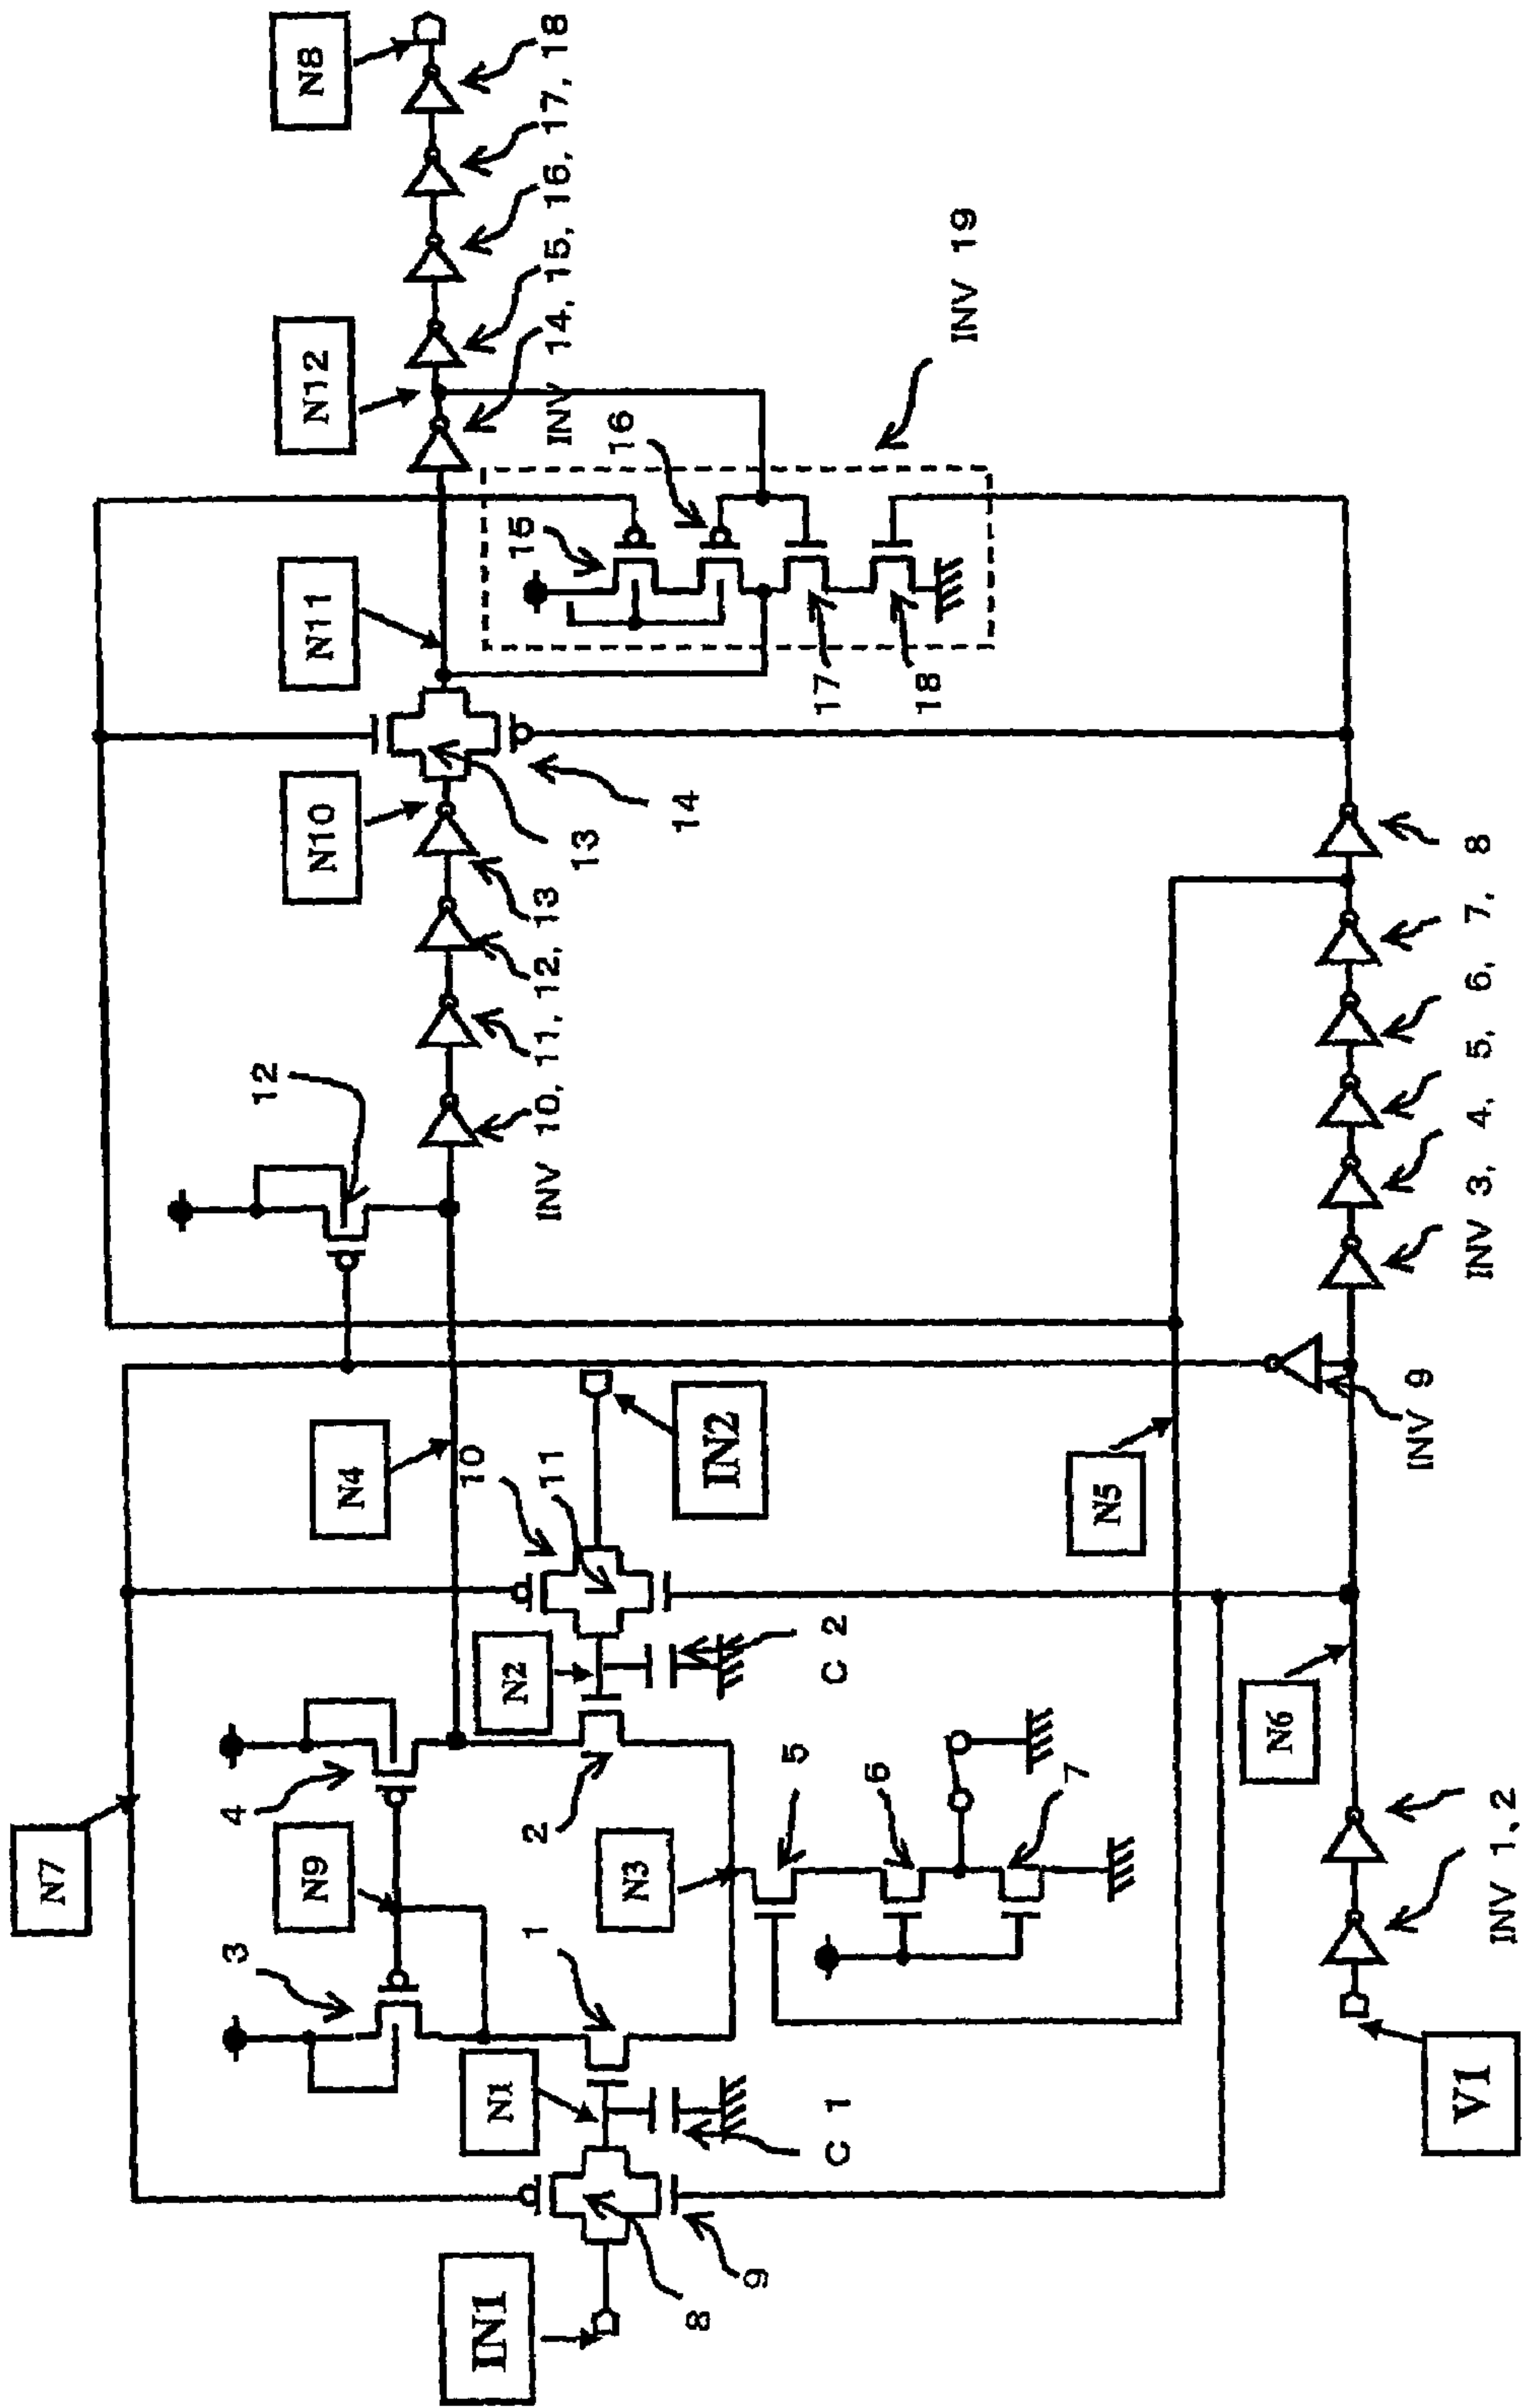 N8
INV 14, 15, 16, 17, 18
N12
INV 19
16
15
N11
17
18
N10
13
14
12
INV 10, 11, 12, 13
INV 3, 4, 5, 6, 7, 8
N4
10
11
IN2
N5
INV 9
N7
4
N9
3
N2
C 2
2
N3
1
5
6
7
N6
N1
C 1
IN1
8
9
INV 1, 2
V1